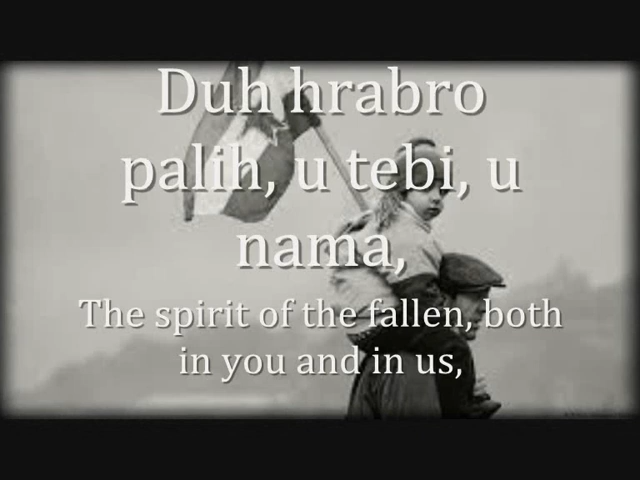 Duh hrabro
palih, u tebi, u
nama,
The spirit of the fallen, both
in you and in us,